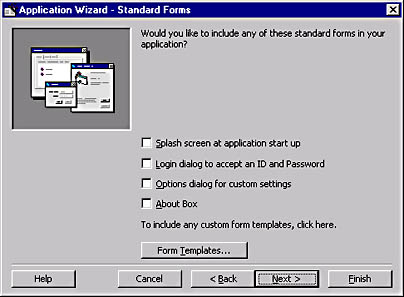 Application Wizard - Standard Forms
Would you like to include any of these standard forms in your
application?
Splash screen at application start up
Login dialog to accept an ID and Password
Options dialog for custom settings
About Box
To include any custom form templates, click here.
Form Templates...
Help
Cancel
< Back
Next >
Finish